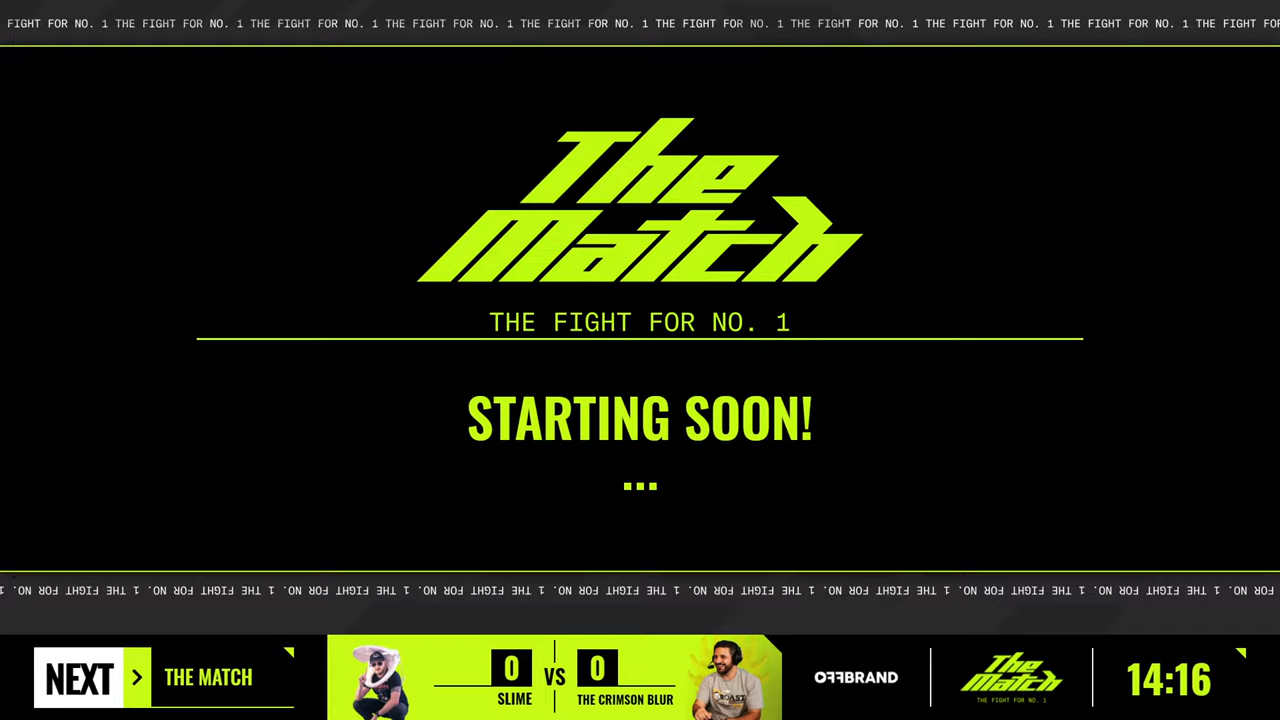 FIGHT FOR NO. 1 THE FIGHT FOR NO. 1 THE FIGHT FOR NO. 1 THE FIGHT FOR NO. 1 THE FIGHT FOR NO. 1 THE FIGHT FOR NO. 1 THE FIGHT FOR NO. 1 THE FIGHT FOR NO. 1 THE FIGHT FOR NO. 1 THE FIGHT FO
The
Match
THE FIGHT FOR NO. 1
STARTING SOON!
...
1 THE FIGHT FOR NO. 1 THE FIGHT FOR NO. 1 THE FIGHT FOR NO. 1 THE FIGHT FOR NO. 1 THE FIGHT FOR NO. 1 THE FIGHT FOR NO. 1 THE FIGHT FOR NO. 1 THE FIGHT FOR NO. 1 THE FIGHT FOR NO.
NEXT > THE MATCH
0 VS 0
SLIME
THE CRIMSON BLUR
OFFBRAND
The
Match
THE FIGHT FOR NO. 1
14:16